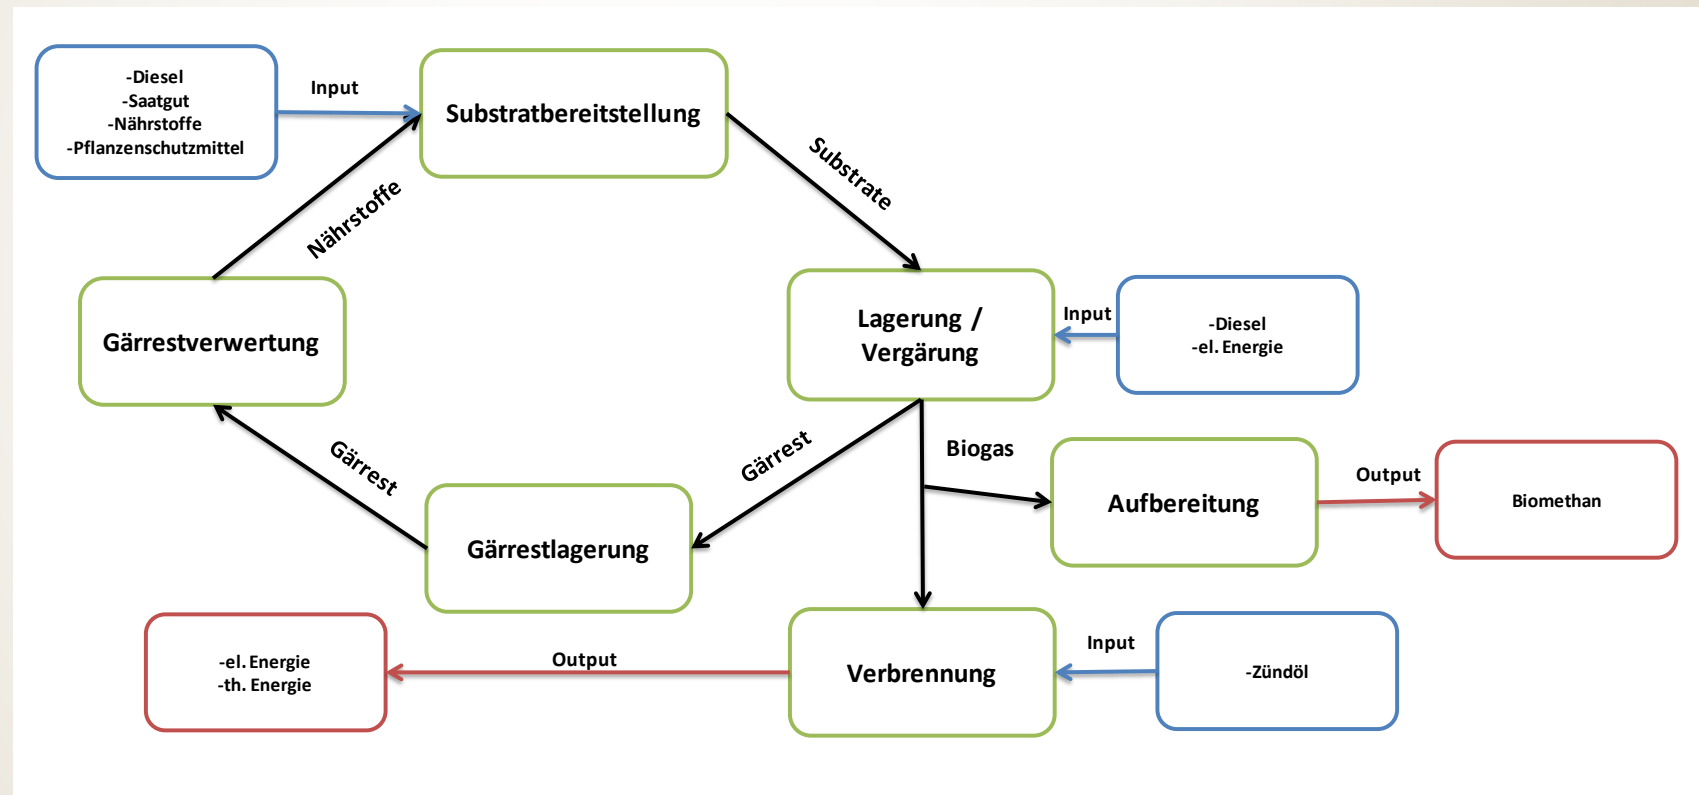 -Diesel
-Saatgut
-Nährstoffe
-Pflanzenschutzmittel
Input
Substratbereitstellung
Substrate
Nährstoffe
Gärrestverwertung
Lagerung /
Vergärung
Input
-Diesel
-el. Energie
Gärrest
Gärrest
Biogas
Gärrestlagerung
Aufbereitung
Output
Biomethan
-el. Energie
-th. Energie
Output
Verbrennung
Input
-Zündöl